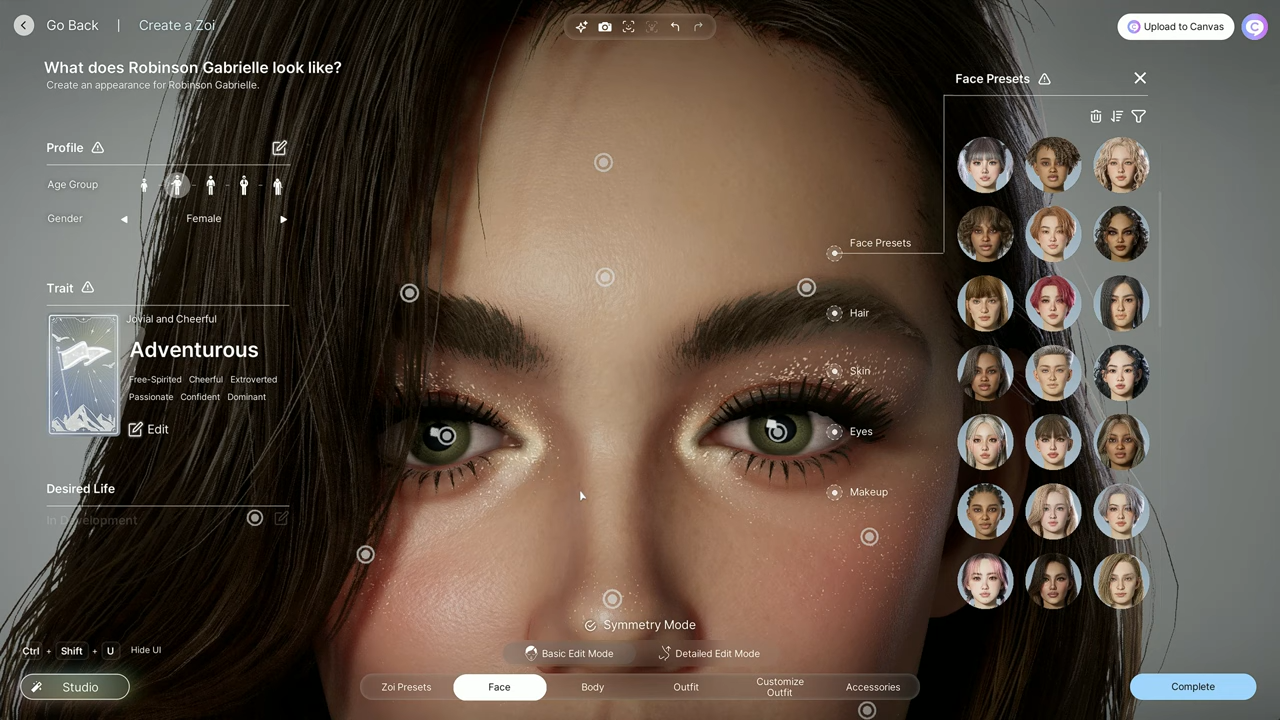 Go Back | Create a Zoi
Upload to Canvas
What does Robinson Gabrielle look like?
Create an appearance for Robinson Gabrielle.
Profile
Age Group
Gender
Female
Trait
Jovial and Cheerful
Adventurous
Free-Spirited Cheerful Extroverted
Passionate Confident Dominant
Edit
Desired Life
In Development
Ctrl + Shift + U Hide UI
Studio
Face Presets
Face Presets
Hair
Skin
Eyes
Makeup
Symmetry Mode
Basic Edit Mode
Detailed Edit Mode
Zoi Presets
Face
Body
Outfit
Customize
Outfit
Accessories
Complete